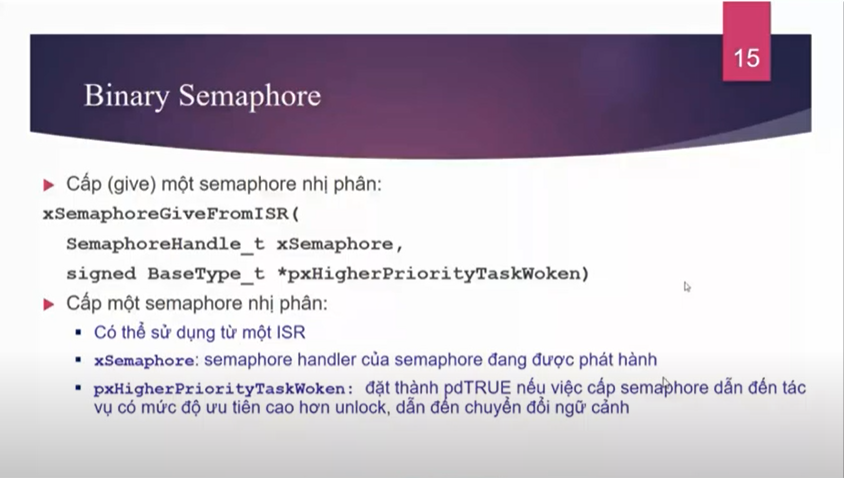 15
Binary Semaphore
Cấp (give) một semaphore nhị phân:
xSemaphoreGiveFromISR(
SemaphoreHandle_t xSemaphore,
signed BaseType_t *pxHigherPriorityTaskWoken)
Cấp một semaphore nhị phân:
Có thể sử dụng từ một ISR
xSemaphore: semaphore handler của semaphore đang được phát hành
pxHigherPriorityTaskWoken: đặt thành pdTRUE nếu việc cấp semaphore dẫn đến tác
vụ có mức độ ưu tiên cao hơn unlock, dẫn đến chuyển đổi ngữ cảnh